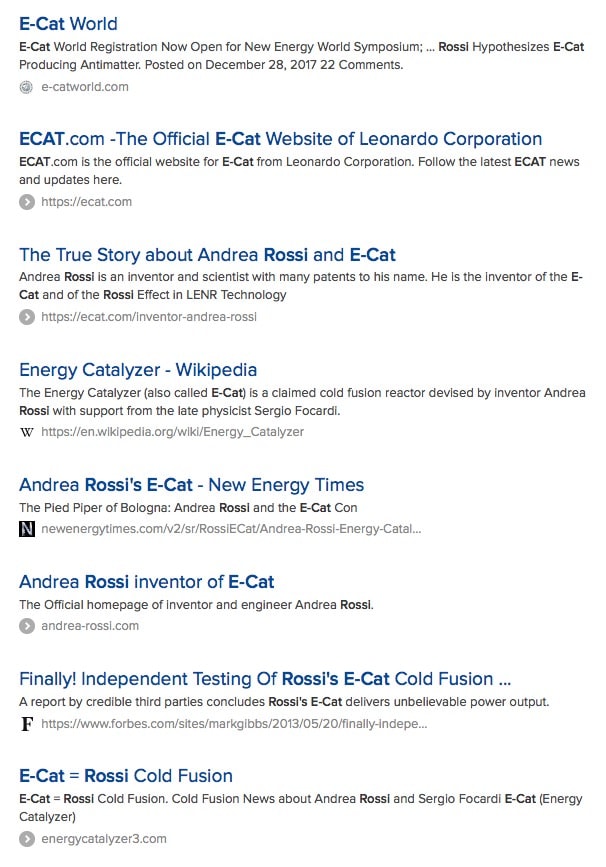 E-Cat World
E-Cat World Registration Now Open for New Energy World Symposium; ... Rossi Hypothesizes E-Cat
Producing Antimatter. Posted on December 28, 2017 22 Comments.
e-catworld.com
ECAT.com -The Official E-Cat Website of Leonardo Corporation
ECAT.com is the official website for E-Cat from Leonardo Corporation. Follow the latest ECAT news
and updates here.
https://ecat.com
The True Story about Andrea Rossi and E-Cat
Andrea Rossi is an inventor and scientist with many patents to his name. He is the inventor of the E-
Cat and of the Rossi Effect in LENR Technology
https://ecat.com/inventor-andrea-rossi
Energy Catalyzer - Wikipedia
The Energy Catalyzer (also called E-Cat) is a claimed cold fusion reactor devised by inventor Andrea
Rossi with support from the late physicist Sergio Focardi.
W https://en.wikipedia.org/wiki/Energy_Catalyzer
Andrea Rossi's E-Cat - New Energy Times
The Pied Piper of Bologna: Andrea Rossi and the E-Cat Con
N newenergytimes.com/v2/sr/RossiECat/Andrea-Rossi-Energy-Catal...
Andrea Rossi inventor of E-Cat
The Official homepage of inventor and engineer Andrea Rossi.
andrea-rossi.com
Finally! Independent Testing Of Rossi's E-Cat Cold Fusion ...
A report by credible third parties concludes Rossi's E-Cat delivers unbelievable power output.
F https://www.forbes.com/sites/markgibbs/2013/05/20/finally-indepe...
E-Cat = Rossi Cold Fusion
E-Cat = Rossi Cold Fusion. Cold Fusion News about Andrea Rossi and Sergio Focardi E-Cat (Energy
Catalyzer)
energycatalyzer3.com